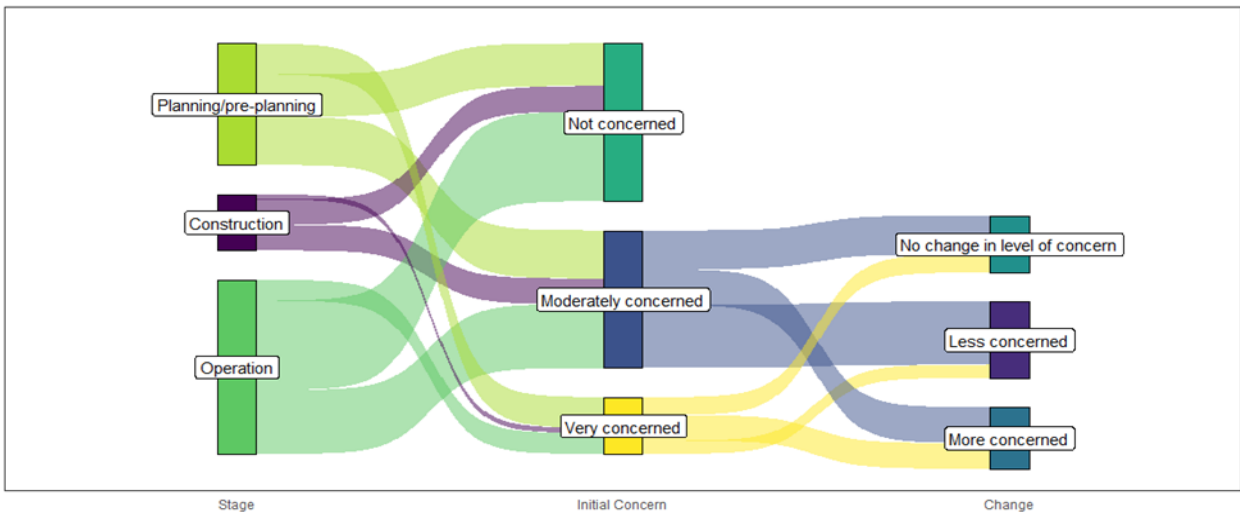 Planning/pre-planning
Construction
Operation
Not concerned
Moderately concerned
Very concerned
No change in level of concern
Less concerned
More concerned
Stage
Initial Concern
Change